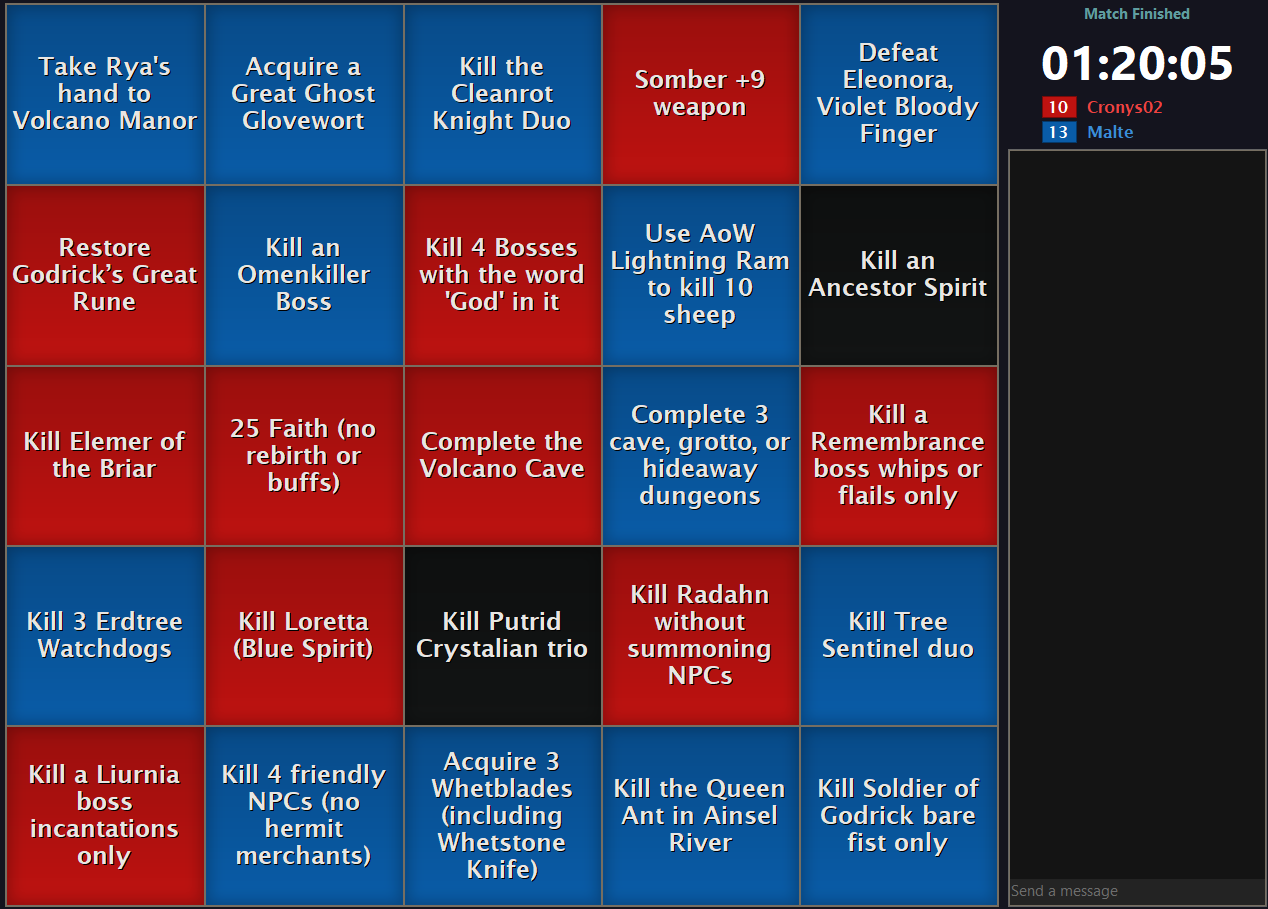 Take Rya's
hand to
Volcano Manor
Acquire a
Great Ghost
Glovewort
Kill the
Cleanrot
Knight Duo
Somber +9
weapon
Defeat
Eleonora,
Violet Bloody
Finger
Restore
Godrick’s Great
Rune
Kill an
Omenkiller
Boss
Kill 4 Bosses
with the word
'God' in it
Use AoW
Lightning Ram
to kill 10
sheep
Kill an
Ancestor Spirit
Kill Elemer of
the Briar
25 Faith (no
rebirth or
buffs)
Complete the
Volcano Cave
Complete 3
cave, grotto, or
hideaway
dungeons
Kill a
Remembrance
boss whips or
flails only
Kill 3 Erdtree
Watchdogs
Kill Loretta
(Blue Spirit)
Kill Putrid
Crystalian trio
Kill Radahn
without
summoning
NPCs
Kill Tree
Sentinel duo
Kill a Liurnia
boss
incantations
only
Kill 4 friendly
NPCs (no
hermit
merchants)
Acquire 3
Whetblades
(including
Whetstone
Knife)
Kill the Queen
Ant in Ainsel
River
Kill Soldier of
Godrick bare
fist only
Match Finished
01:20:05
10 Cronys02
13 Malte
Send a message